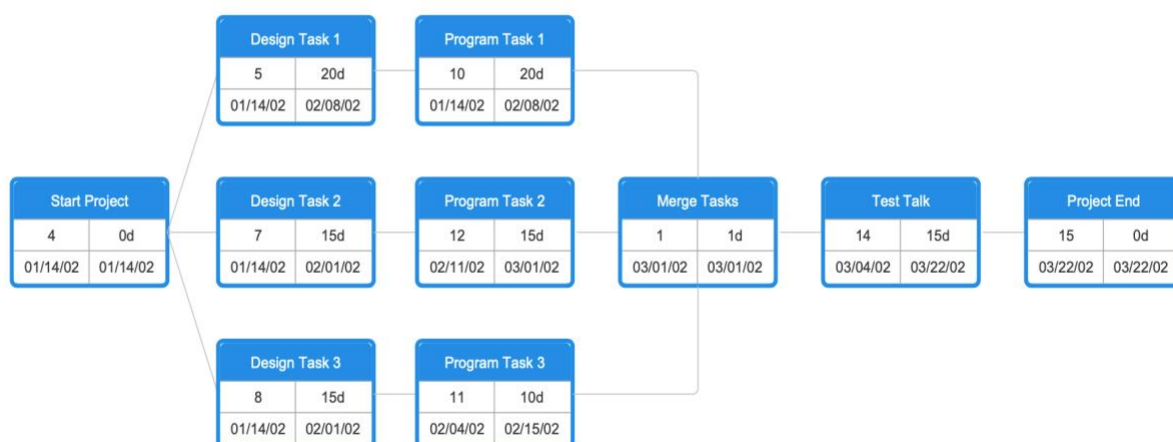 Design Task 1
5 20d
01/14/02 02/08/02
Program Task 1
10 20d
01/14/02 02/08/02
Start Project
4 0d
01/14/02 01/14/02
Design Task 2
7 15d
01/14/02 02/01/02
Program Task 2
12 15d
02/11/02 03/01/02
Merge Tasks
1 1d
03/01/02 03/01/02
Test Talk
14 15d
03/04/02 03/22/02
Project End
15 0d
03/22/02 03/22/02
Design Task 3
8 15d
01/14/02 02/01/02
Program Task 3
11 10d
02/04/02 02/15/02